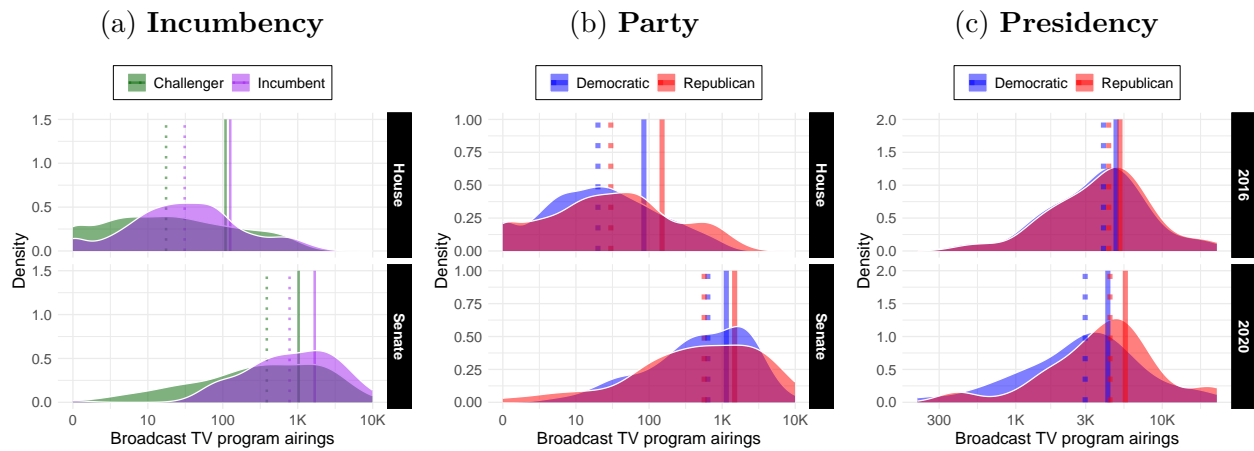 (a) Incumbency
Challenger Incumbent
Density
1.5
1.0
0.5
0.0
House
Density
1.5
1.0
0.5
0.0
Senate
0 10 100 1K 10K
Broadcast TV program airings
(b) Party
Democratic Republican
Density
1.00
0.75
0.50
0.25
0.00
House
Density
1.00
0.75
0.50
0.25
0.00
Senate
0 10 100 1K 10K
Broadcast TV program airings
(c) Presidency
Democratic Republican
Density
2.0
1.5
1.0
0.5
0.0
2016
Density
2.0
1.5
1.0
0.5
0.0
2020
300 1K 3K 10K
Broadcast TV program airings